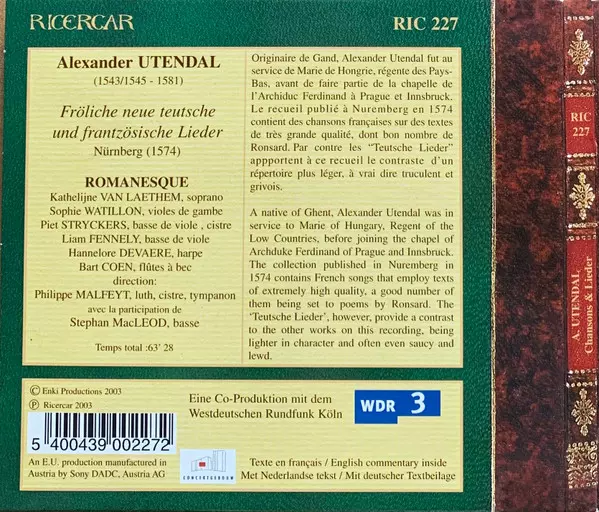 RICERCAR
RIC 227
Alexander UTENDAL
(1543/1545 - 1581)
Fröliche neue teutsche
und frantzösische Lieder
Nürnberg (1574)
ROMANESQUE
Kathelijne VAN LAETHEM, soprano
Sophie WATILLON, violes de gambe
Piet STRYCKERS, basse de viole , cistre
Liam FENNELY, basse de viole
Hannelore DEVAERE, harpe
Bart COEN, flûtes à bec
direction:
Philippe MALFEYT, luth, cistre, tympanon
avec la participation de
Stephan MacLEOD, basse
Temps total :63' 28
Originaire de Gand, Alexander Utendal fut au
service de Marie de Hongrie, régente des Pays-
Bas, avant de faire partie de la chapelle de
l'Archiduc Ferdinand à Prague et Innsbruck.
Le recueil publié à Nuremberg en 1574
contient des chansons françaises sur des textes
de très grande qualité, dont bon nombre de
Ronsard. Par contre les "Teutsche Lieder"
appportent à ce recueil le contraste d'un
répertoire plus léger, à vrai dire truculent et
grivois.
A native of Ghent, Alexander Utendal was in
service to Marie of Hungary, Regent of the
Low Countries, before joining the chapel of
Archduke Ferdinand of Prague and Innsbruck.
The collection published in Nuremberg in
1574 contains French songs that employ texts
of extremely high quality, a good number of
them being set to poems by Ronsard. The
'Teutsche Lieder', however, provide a contrast
to the other works on this recording, being
lighter in character and often even saucy and
lewd.
© Enki Productions 2003
℗ Ricercar 2003
5 400439 002272
An E.U. production manufactured in
Austria by Sony DADC, Austria AG
Eine Co-Produktion mit dem
Westdeutschen Rundfunk Köln
WDR 3
CONCERTGEBOUW
Texte en français / English commentary inside
Met Nederlandse tekst / Mit deutscher Textbeilage
RIC
227
A. UTENDAL
Chansons & Lieder